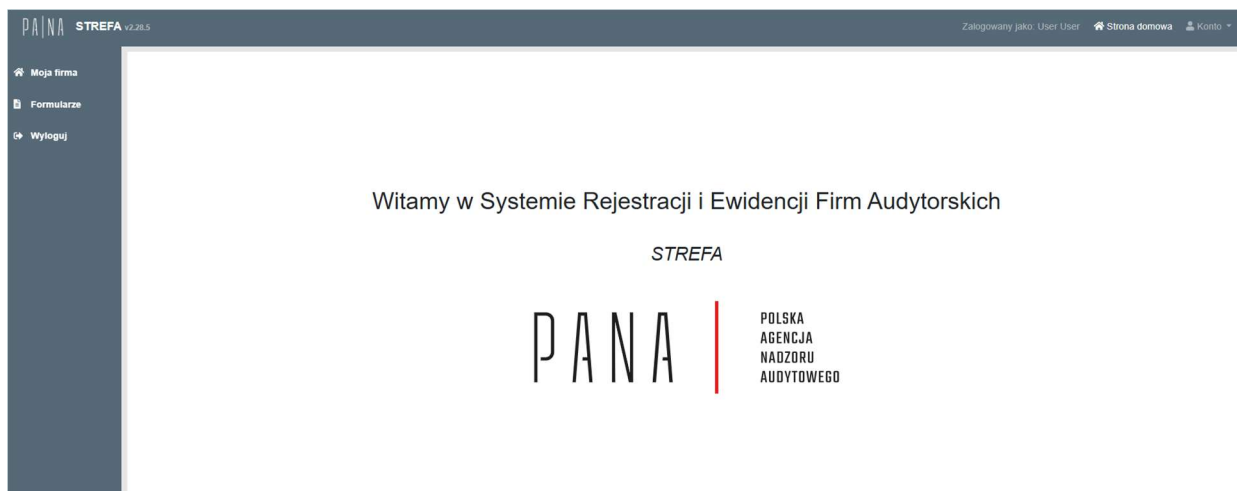 PA|NA STREFA v2.28.5
Zalogowany jako: User User Strona domowa Konto
Moja firma
Formularze
Wyloguj
Witamy w Systemie Rejestracji i Ewidencji Firm Audytorskich
STREFA
PANA
POLSKA
AGENCJA
NADZORU
AUDYTOWEGO